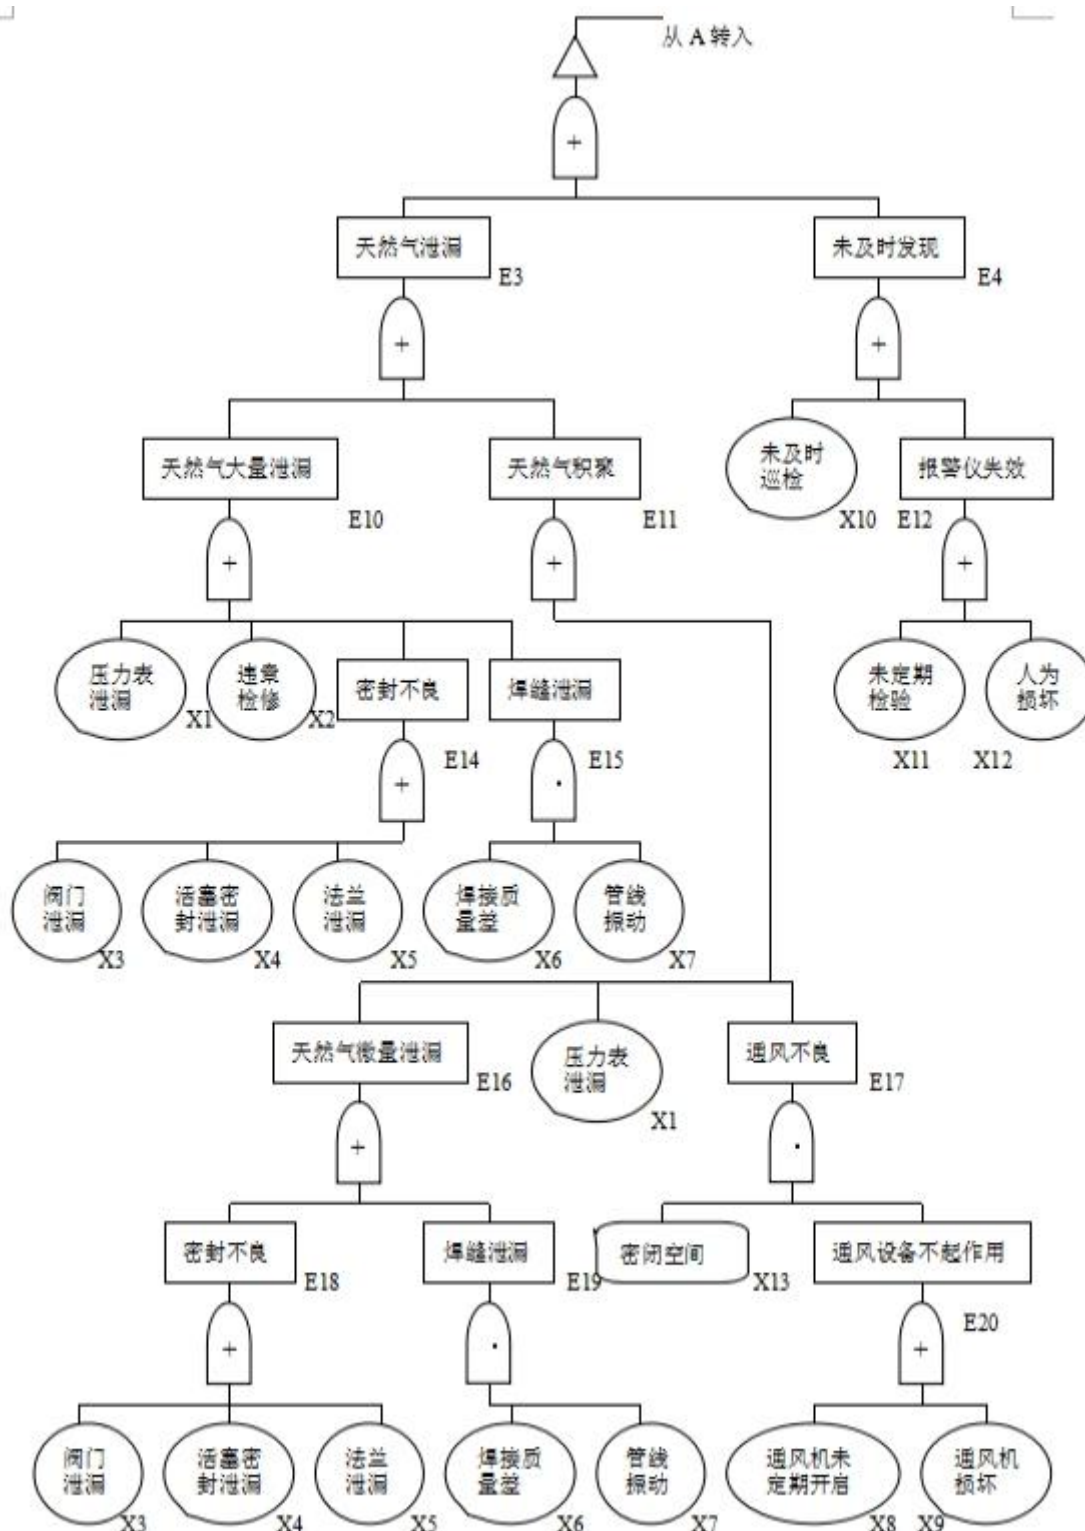 从 A 转入
+
天然气泄漏
E3
未及时发现
E4
+
+
天然气大量泄漏
E10
天然气积聚
E11
未及时
巡检
X10
报警仪失效
E12
+
+
+
压力表
泄漏
X1
违章
检修
X2
密封不良
E14
焊缝泄漏
E15
未定期
检验
X11
人为
损坏
X12
+
·
阀门
泄漏
X3
活塞密
封泄漏
X4
法兰
泄漏
X5
焊接质
量差
X6
管线
振动
X7
天然气微量泄漏
E16
压力表
泄漏
X1
通风不良
E17
+
·
密封不良
E18
焊缝泄漏
E19
密闭空间
X13
通风设备不起作用
E20
+
·
+
阀门
泄漏
X3
活塞密
封泄漏
X4
法兰
泄漏
X5
焊接质
量差
X6
管线
振动
X7
通风机未
定期开启
X8
通风机
损坏
X9